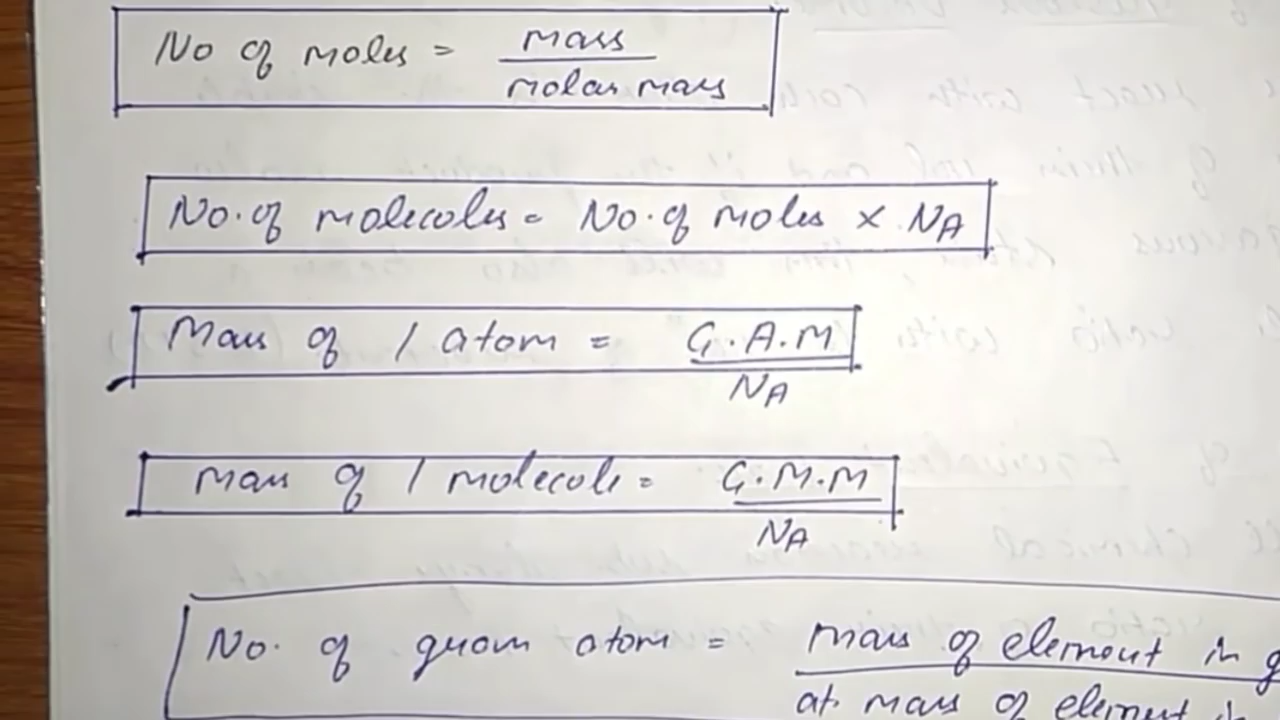 No of moles = mass
molar mass
No. of molecules = No. of moles × NA
Mass of 1 atom = G.A.M
NA
mass of 1 molecule = G.M.M
NA
No. of gram atom = mass of element in g
at. mass of element in